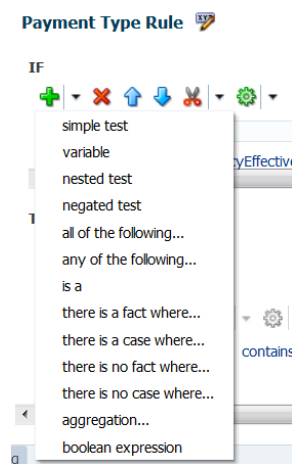 Payment Type Rule
IF
simple test
variable
nested test
negated test
all of the following...
any of the following...
is a
there is a fact where...
there is a case where...
there is no fact where...
there is no case where...
aggregation...
boolean expression
contains